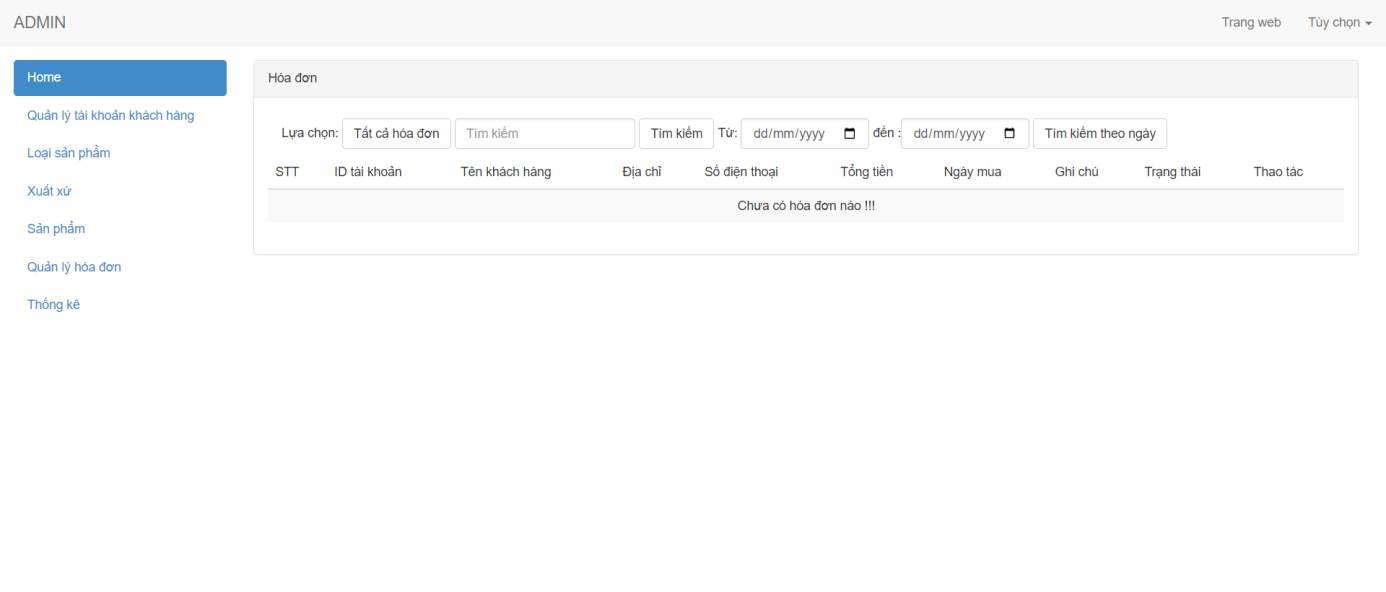 ADMIN Trang web Tùy chọn
Home
Quản lý tài khoản khách hàng
Loại sản phẩm
Xuất xứ
Sản phẩm
Quản lý hóa đơn
Thống kê
Hóa đơn
Lựa chọn: Tất cả hóa đơn Tìm kiếm Tìm kiếm Từ: dd/mm/yyyy đến : dd/mm/yyyy Tìm kiếm theo ngày
STT ID tài khoản Tên khách hàng Địa chỉ Số điện thoại Tổng tiền Ngày mua Ghi chú Trạng thái Thao tác
Chưa có hóa đơn nào !!!